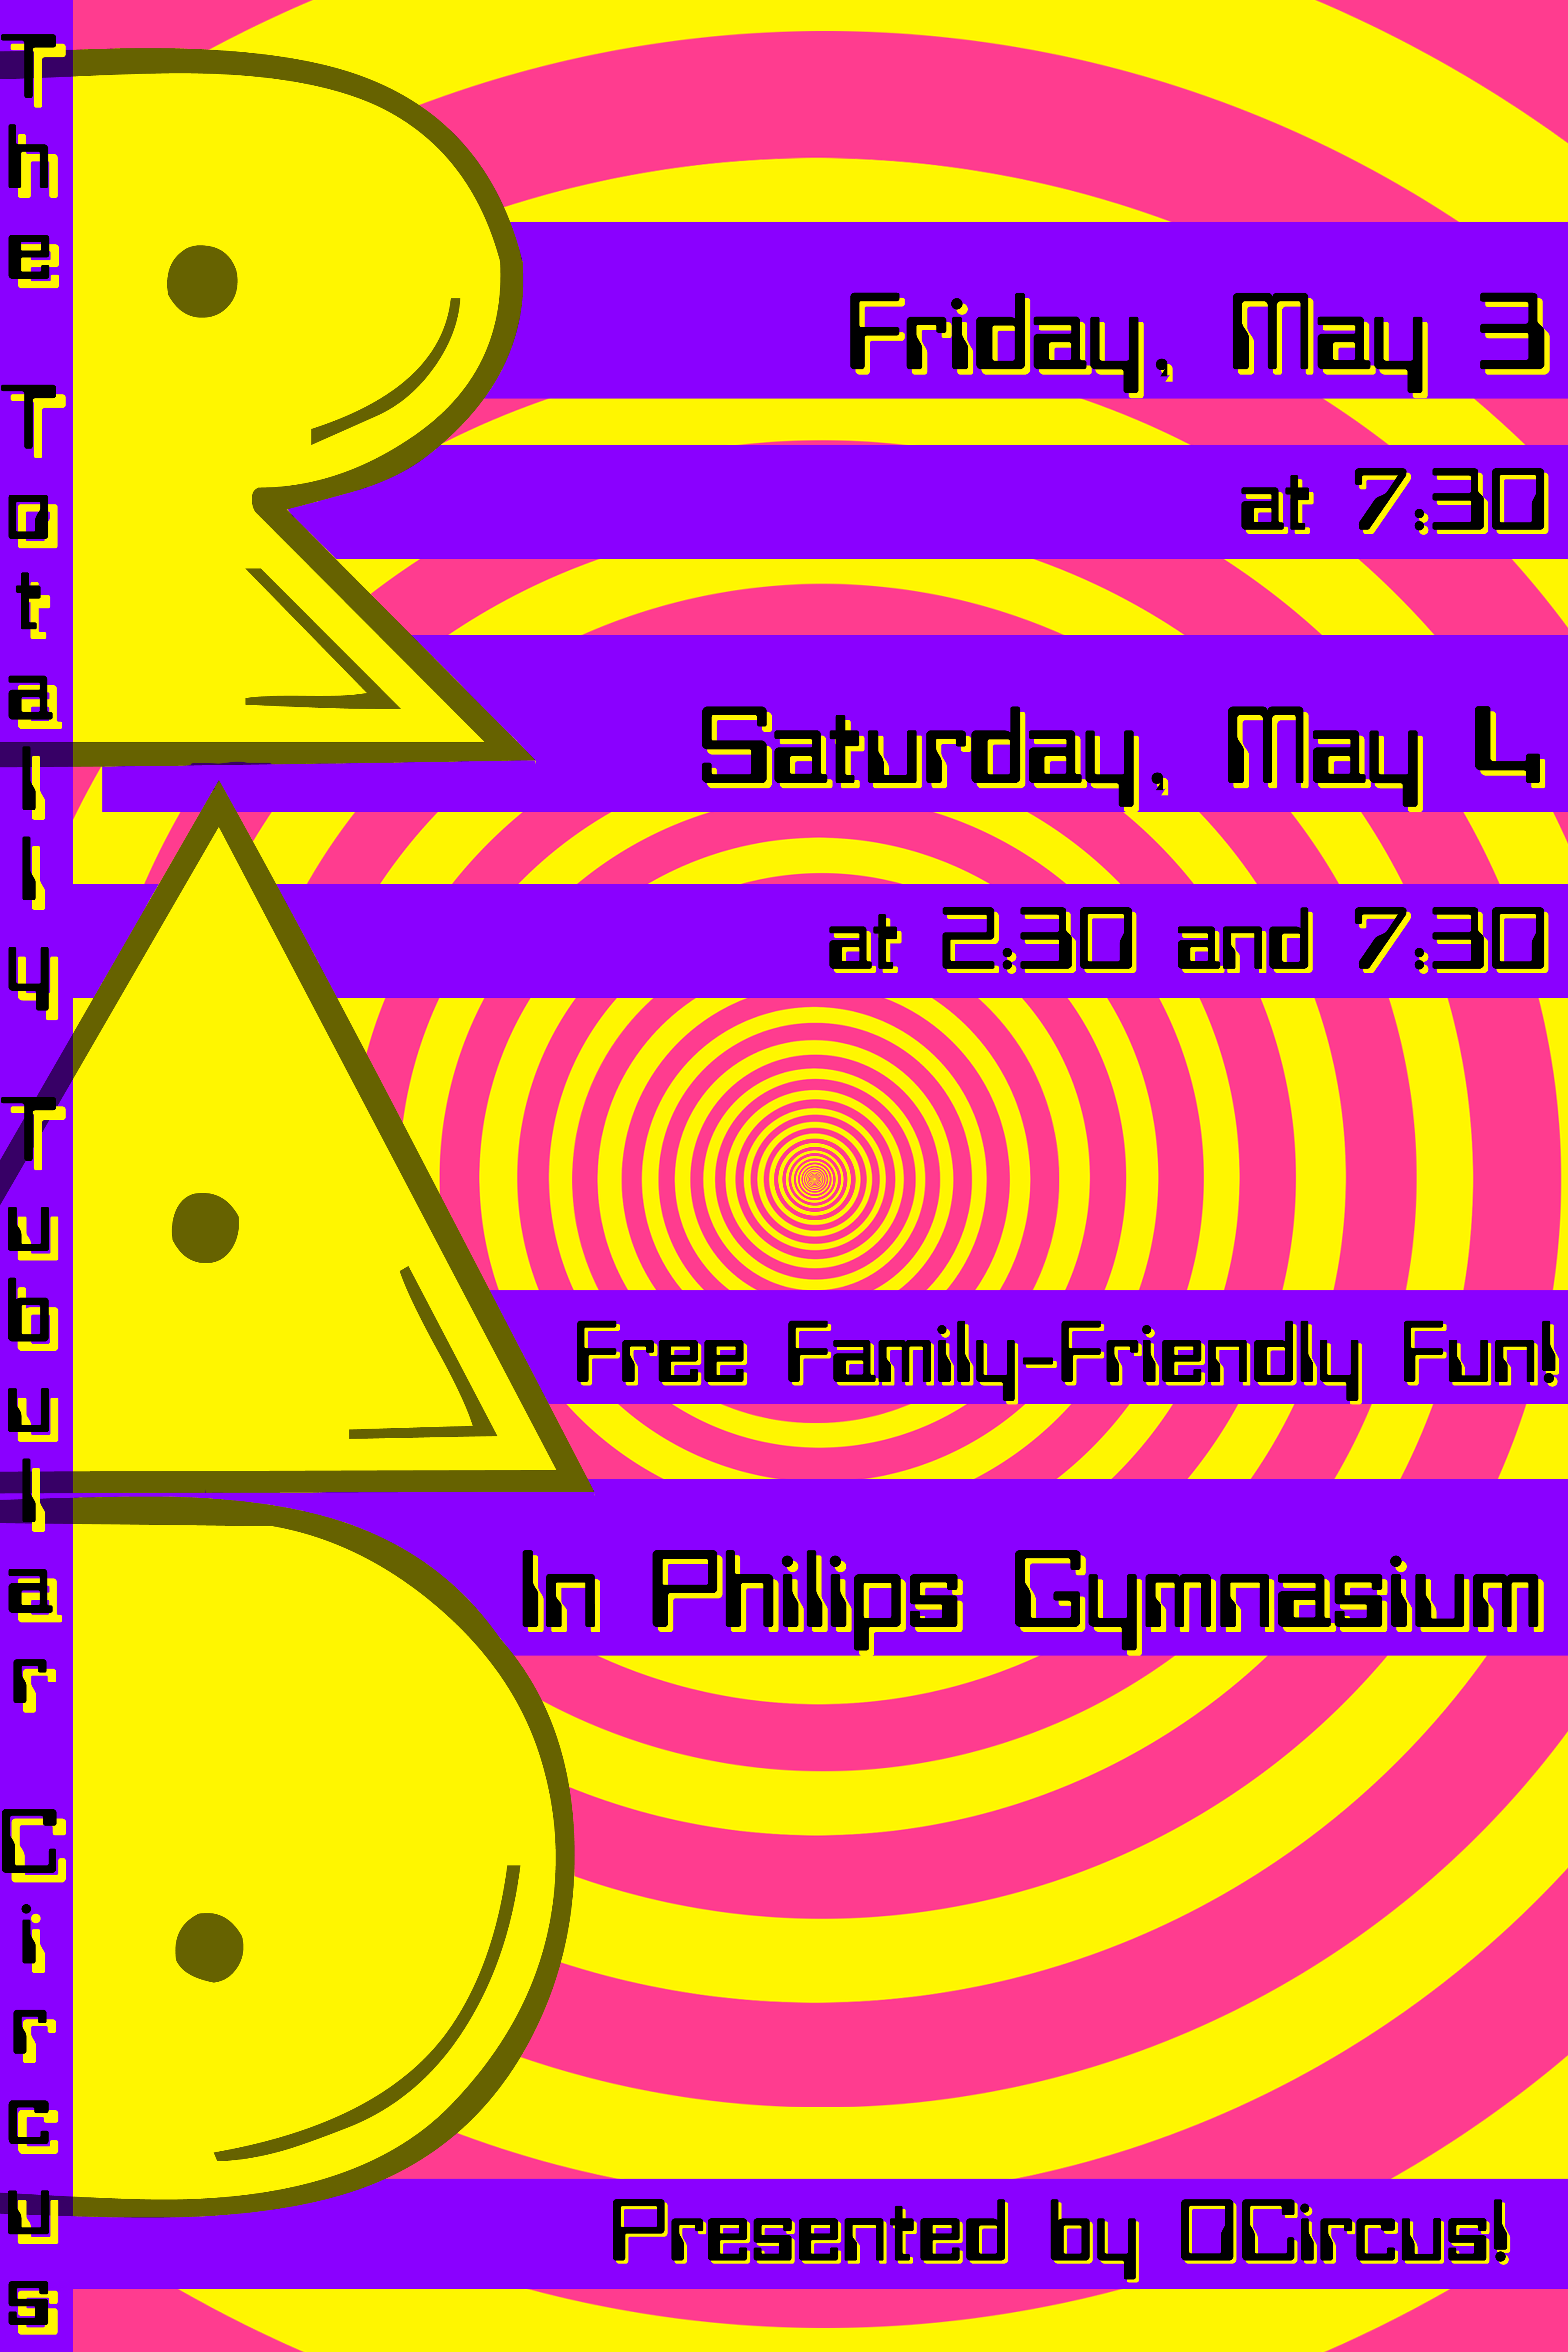 The Totally Tubular Circus
RAD
Friday, May 3
at 7:30
Saturday, May 4
at 2:30 and 7:30
Free Family-Friendly Fun!
In Philips Gymnasium
Presented by OCircus!